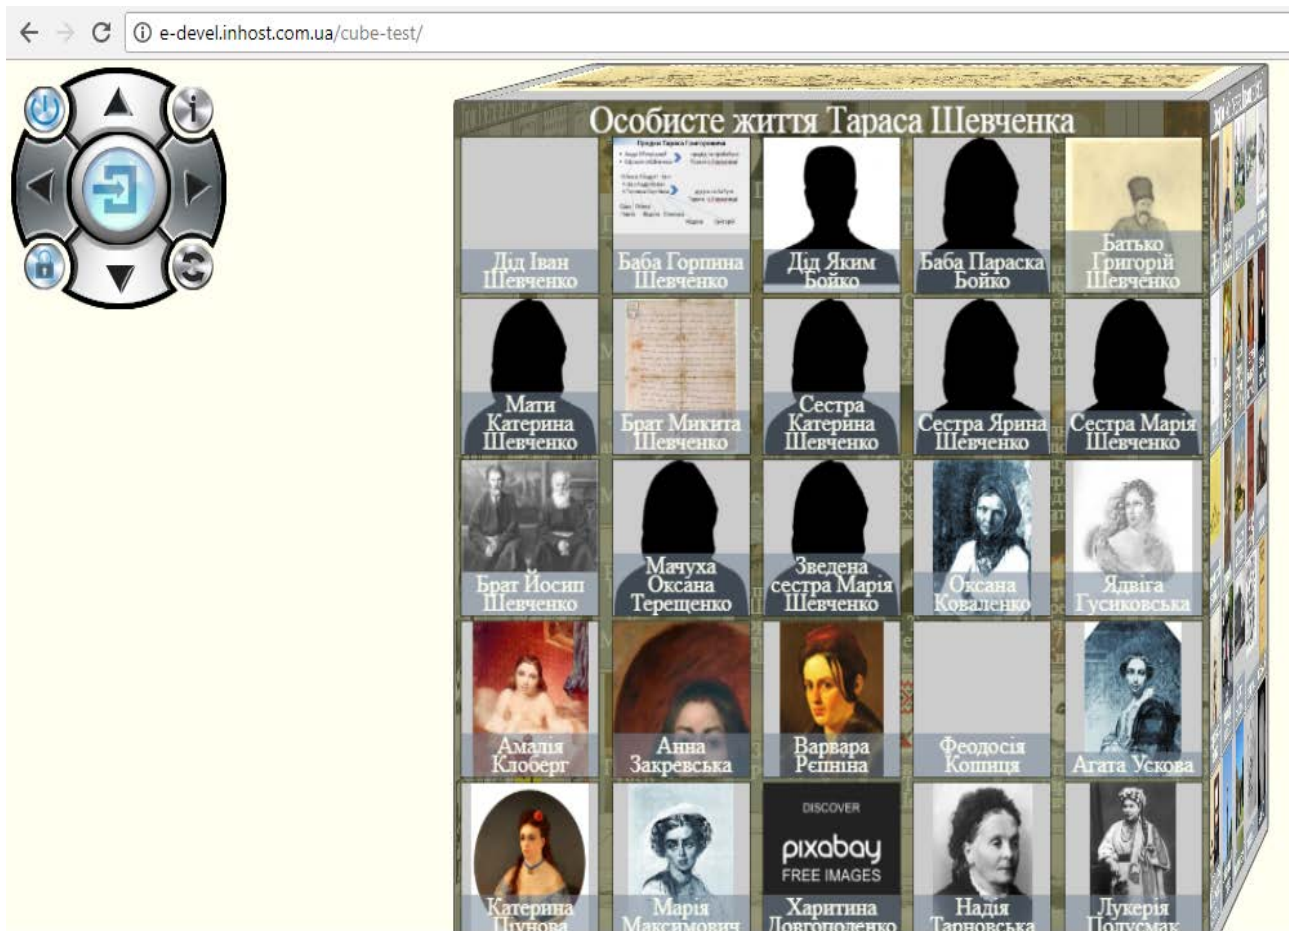 e-devel.inhost.com.ua/cube-test/
Особисте життя Тараса Шевченка
Дід Іван
Шевченко
Баба Горпина
Шевченко
Дід Яким
Бойко
Баба Параска
Бойко
Батько
Григорій
Шевченко
Мати
Катерина
Шевченко
Брат Микита
Шевченко
Сестра
Катерина
Шевченко
Сестра Ярина
Шевченко
Сестра Марія
Шевченко
Брат Йосип
Шевченко
Мачуха
Оксана
Терещенко
Зведена
сестра Марія
Шевченко
Оксана
Коваленко
Ядвіга
Гусиковська
Амалія
Клоберг
Анна
Закревська
Варвара
Рєпніна
Феодосія
Кошиця
Агата Ускова
Катерина
Піунова
Марія
Максимович
DISCOVER
pixabay
FREE IMAGES
Харитина
Довгополенко
Надія
Тарновська
Лукерія
Полусмак